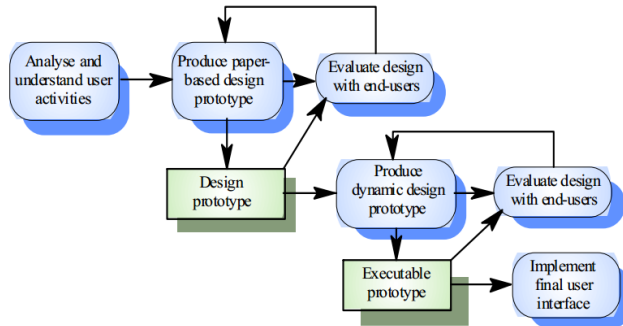 Analyse and
understand user
activities
Produce paper-
based design
prototype
Evaluate design
with end-users
Design
prototype
Produce
dynamic design
prototype
Evaluate design
with end-users
Executable
prototype
Implement
final user
interface